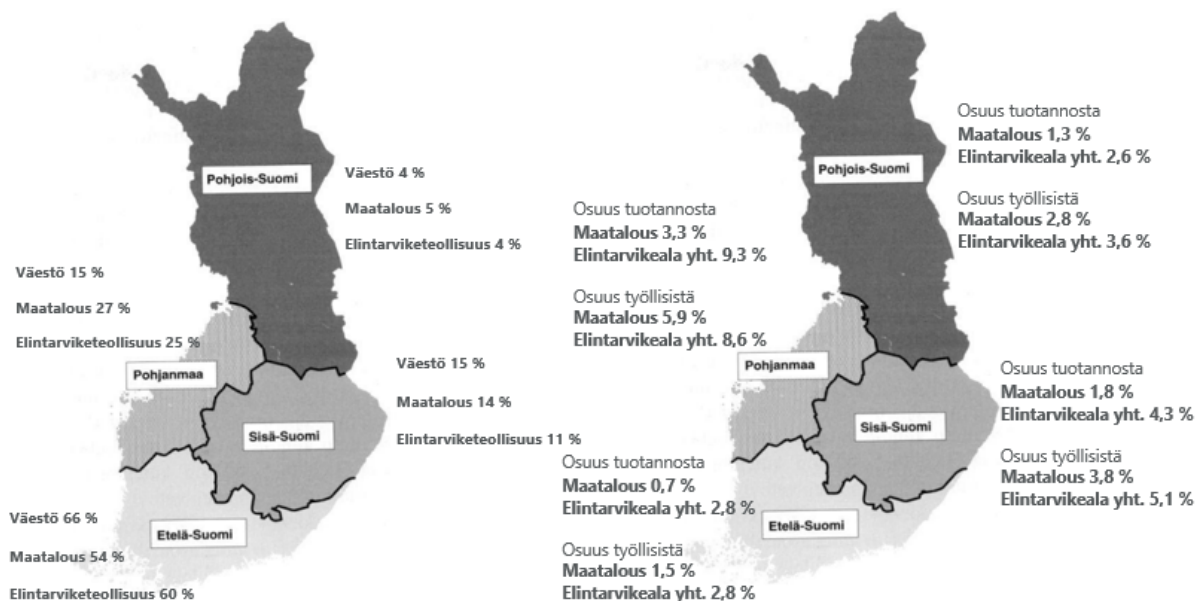 Pohjois-Suomi
Väestö 4 %
Maatalous 5 %
Elintarviketeollisuus 4 %
Väestö 15 %
Maatalous 27 %
Elintarviketeollisuus 25 %
Pohjanmaa
Väestö 15 %
Maatalous 14 %
Elintarviketeollisuus 11 %
Sisä-Suomi
Väestö 66 %
Maatalous 54 %
Elintarviketeollisuus 60 %
Etelä-Suomi
Osuus tuotannosta
Maatalous 1,3 %
Elintarvikeala yht. 2,6 %
Osuus työllisistä
Maatalous 2,8 %
Elintarvikeala yht. 3,6 %
Pohjois-Suomi
Osuus tuotannosta
Maatalous 3,3 %
Elintarvikeala yht. 9,3 %
Osuus työllisistä
Maatalous 5,9 %
Elintarvikeala yht. 8,6 %
Pohjanmaa
Osuus tuotannosta
Maatalous 1,8 %
Elintarvikeala yht. 4,3 %
Osuus työllisistä
Maatalous 3,8 %
Elintarvikeala yht. 5,1 %
Sisä-Suomi
Osuus tuotannosta
Maatalous 0,7 %
Elintarvikeala yht. 2,8 %
Osuus työllisistä
Maatalous 1,5 %
Elintarvikeala yht. 2,8 %
Etelä-Suomi